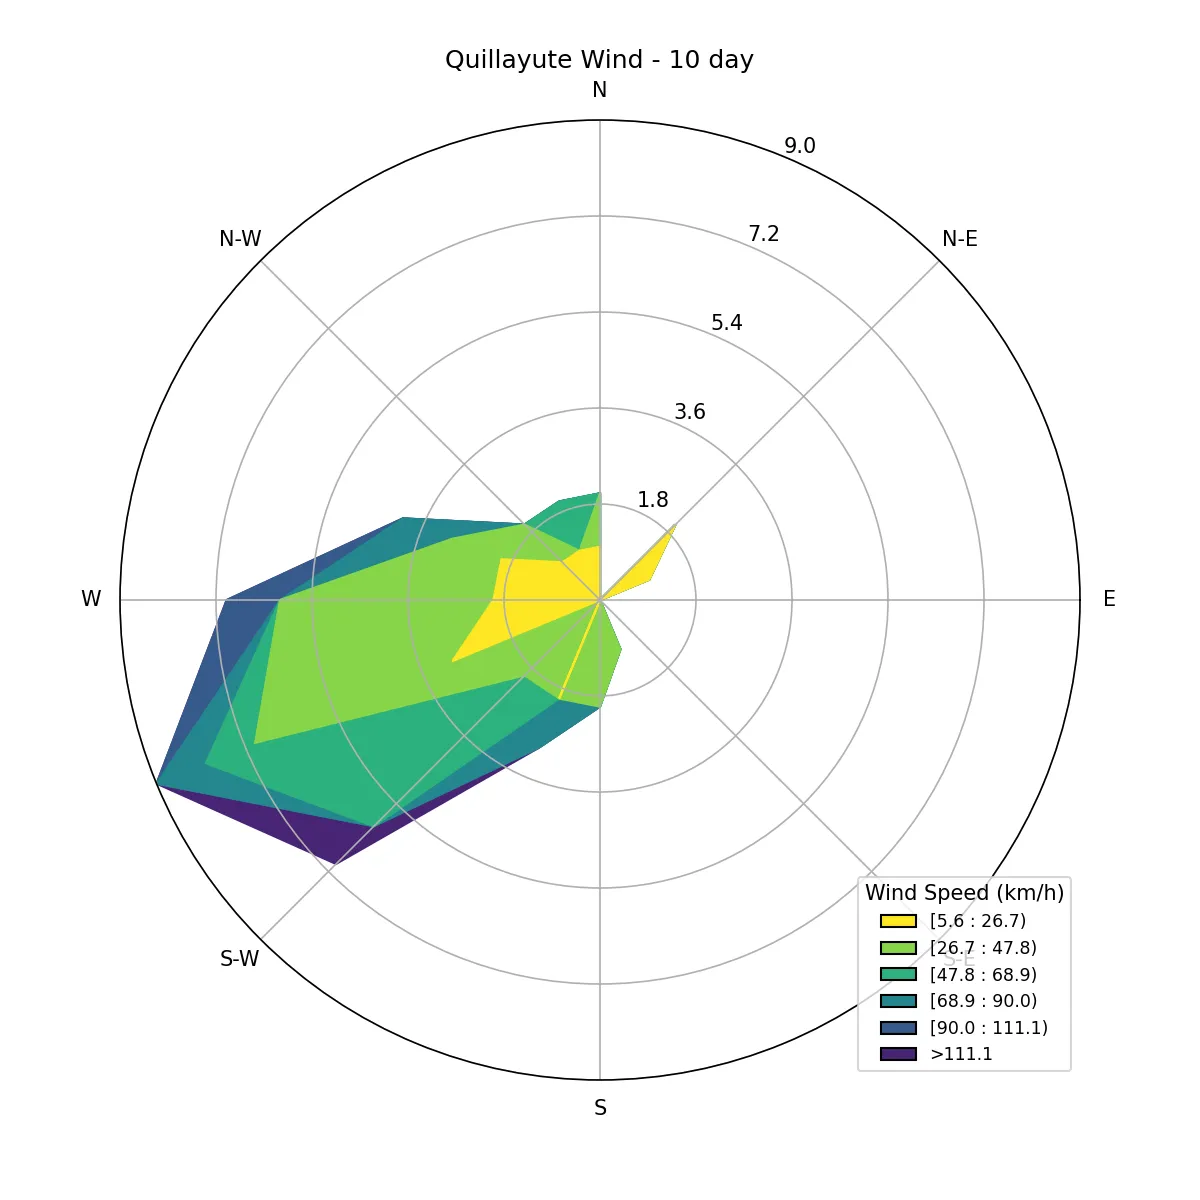 Quillayute Wind - 10 day
N
9.0
N-W
7.2
N-E
5.4
3.6
1.8
W
E
S-W
S-E
S
Wind Speed (km/h)
[5.6 : 26.7)
[26.7 : 47.8)
[47.8 : 68.9)
[68.9 : 90.0)
[90.0 : 111.1)
>111.1